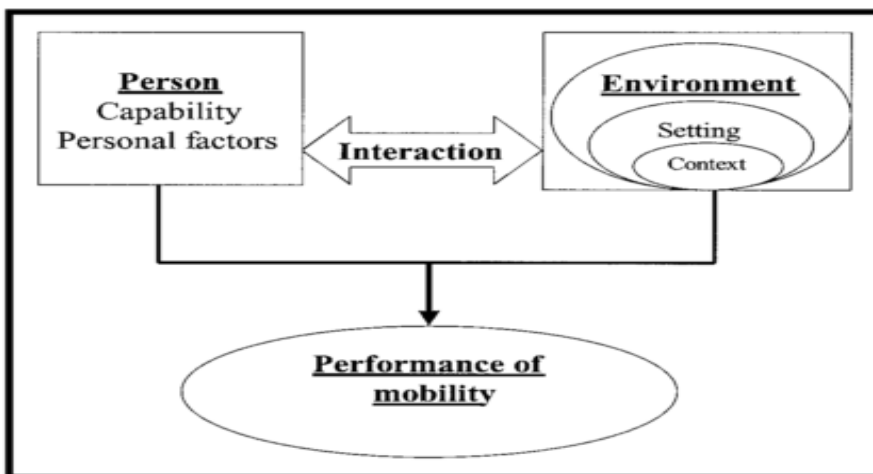 Person
Capability
Personal factors
Interaction
Environment
Setting
Context
Performance of
mobility